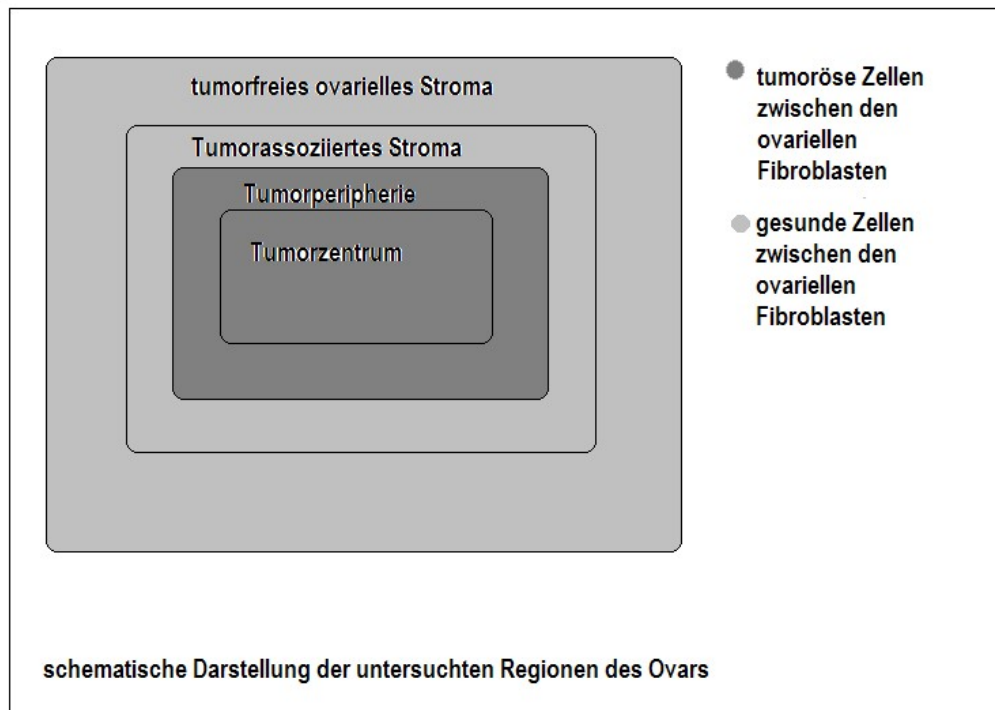 tumorfreies ovarielles Stroma
Tumorassoziiertes Stroma
Tumorperipherie
Tumorzentrum
tumoröse Zellen
zwischen den
ovariellen
Fibroblasten
gesunde Zellen
zwischen den
ovariellen
Fibroblasten
schematische Darstellung der untersuchten Regionen des Ovars